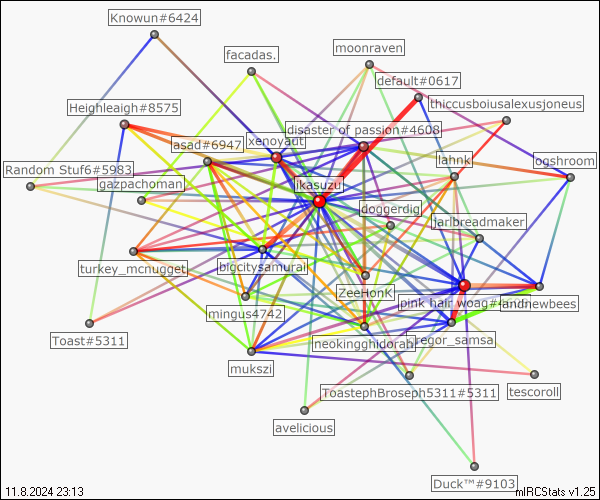 Knowun#6424
facadas.
moonraven
default#0617
thiccusboiusalexusjoneus
Heighleaigh#8575
disaster of passion#4608
xenoyaut
asad#6947
lahnk
ogshroom
Random Stuf6#5983
gazpachoman
ikasuzu
doggerdig
jarlbreadmaker
turkey_mcnugget
bigcitysamurai
ZeeHonK
pink hair woag#
andrewbees
mingus4742
Toast#5311
neokingghidorah
gregor_samsa
mukszi
ToastephBroseph5311#5311
tescoroll
avelicious
Duck™#9103
11.8.2024 23:13
mIRCStats v1.25